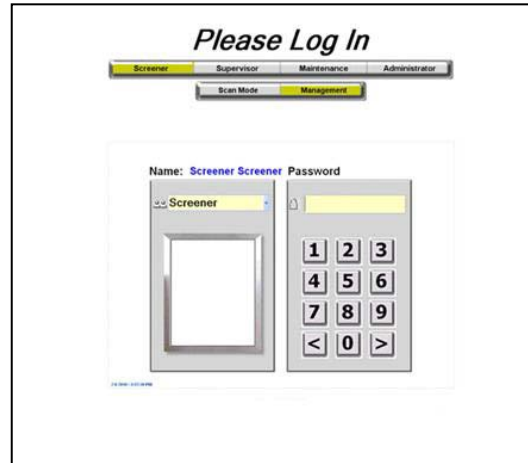 Please Log In
Screener Supervisor Maintenance Administrator
Scan Mode Management
Name: Screener Screener Password
Screener
1 2 3
4 5 6
7 8 9
< 0 >